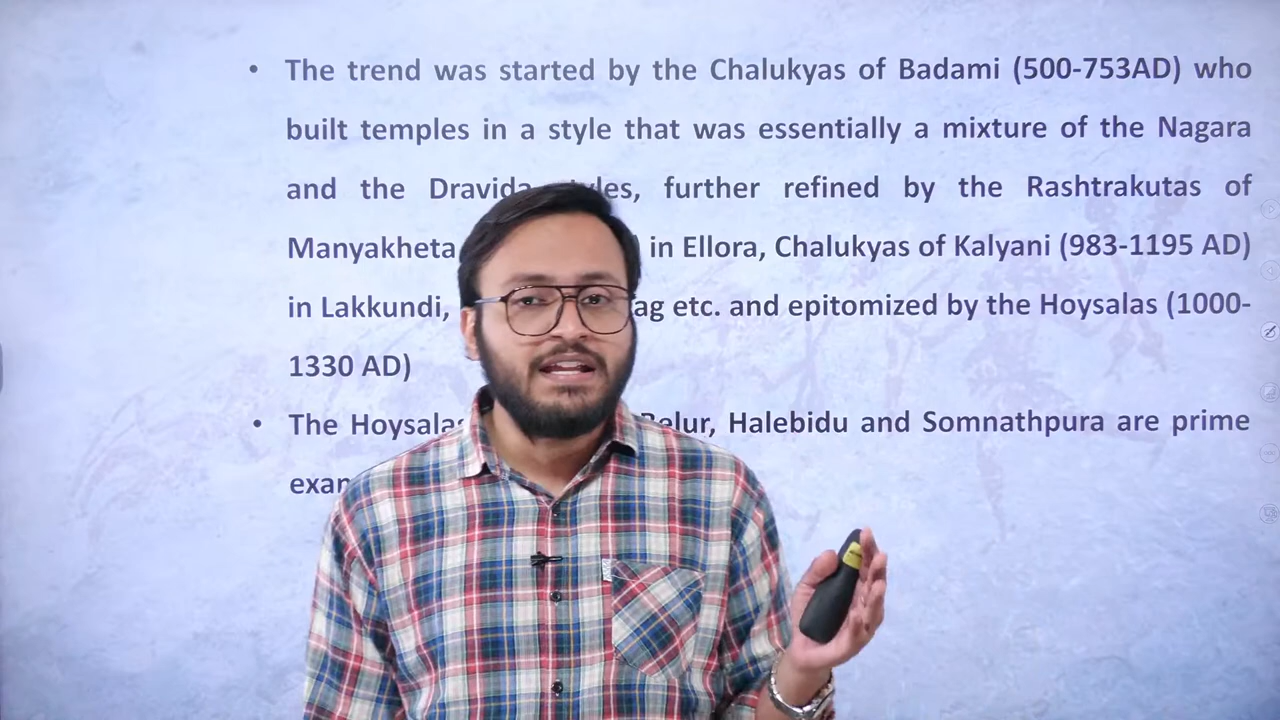 • The trend was started by the Chalukyas of Badami (500-753AD) who
built temples in a style that was essentially a mixture of the Nagara
and the Dravida styles, further refined by the Rashtrakutas of
Manyakheta in Ellora, Chalukyas of Kalyani (983-1195 AD)
in Lakkundi, etc. and epitomized by the Hoysalas (1000-
1330 AD)
• The Hoysalas Belur, Halebidu and Somnathpura are prime